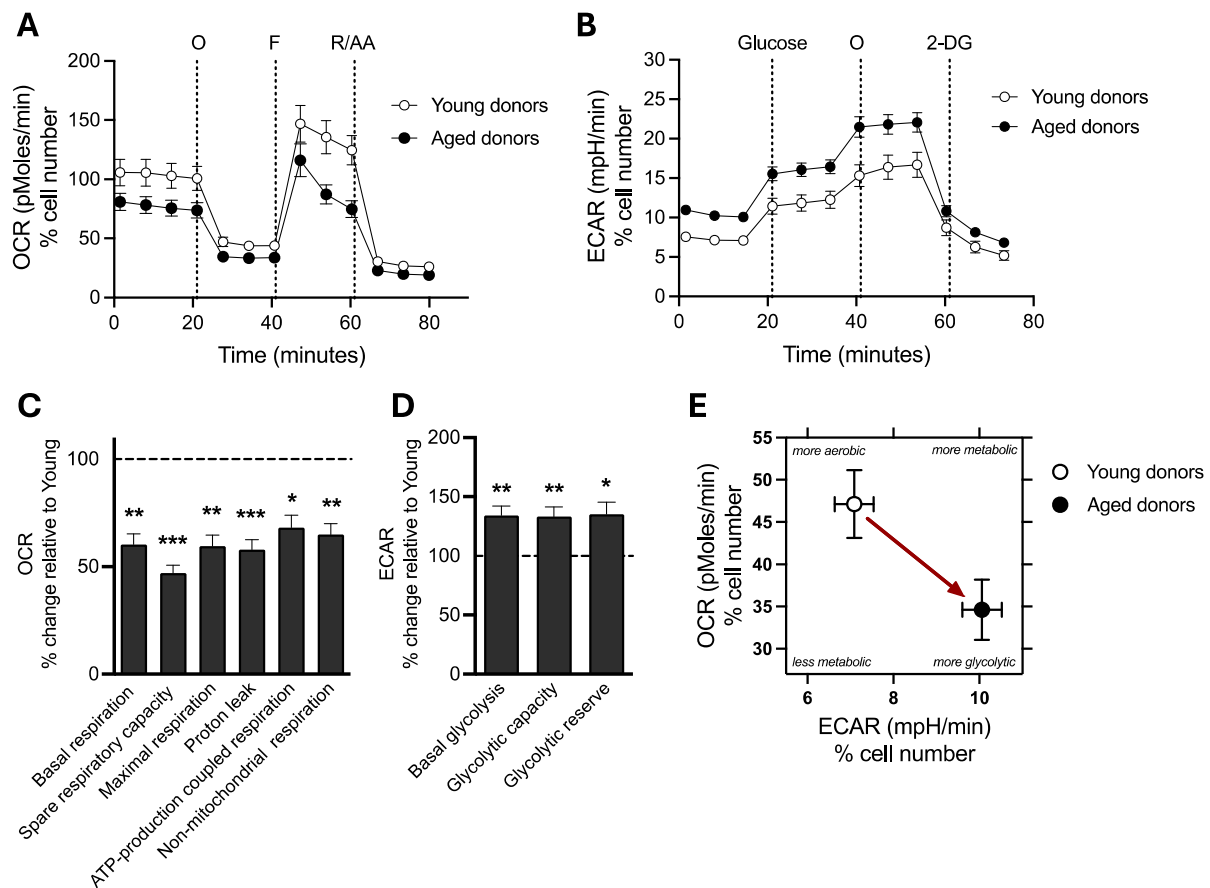 A
O F R/AA
200
150
100
50
0
OCR (pMoles/min)
% cell number
0 20 40 60 80
Time (minutes)
Young donors
Aged donors
B
Glucose O 2-DG
30
25
20
15
10
5
0
ECAR (mpH/min)
% cell number
0 20 40 60 80
Time (minutes)
Young donors
Aged donors
C
OCR
% change relative to Young
100
50
0
** *** ** *** * **
Basal respiration
Spare respiratory capacity
Maximal respiration
Proton leak
ATP-production coupled respiration
Non-mitochondrial respiration
D
ECAR
% change relative to Young
200
150
100
50
0
** ** *
Basal glycolysis
Glycolytic capacity
Glycolytic reserve
E
OCR (pMoles/min)
% cell number
55
50
45
40
35
30
more aerobic more metabolic
less metabolic more glycolytic
6 8 10
ECAR (mpH/min)
% cell number
Young donors
Aged donors